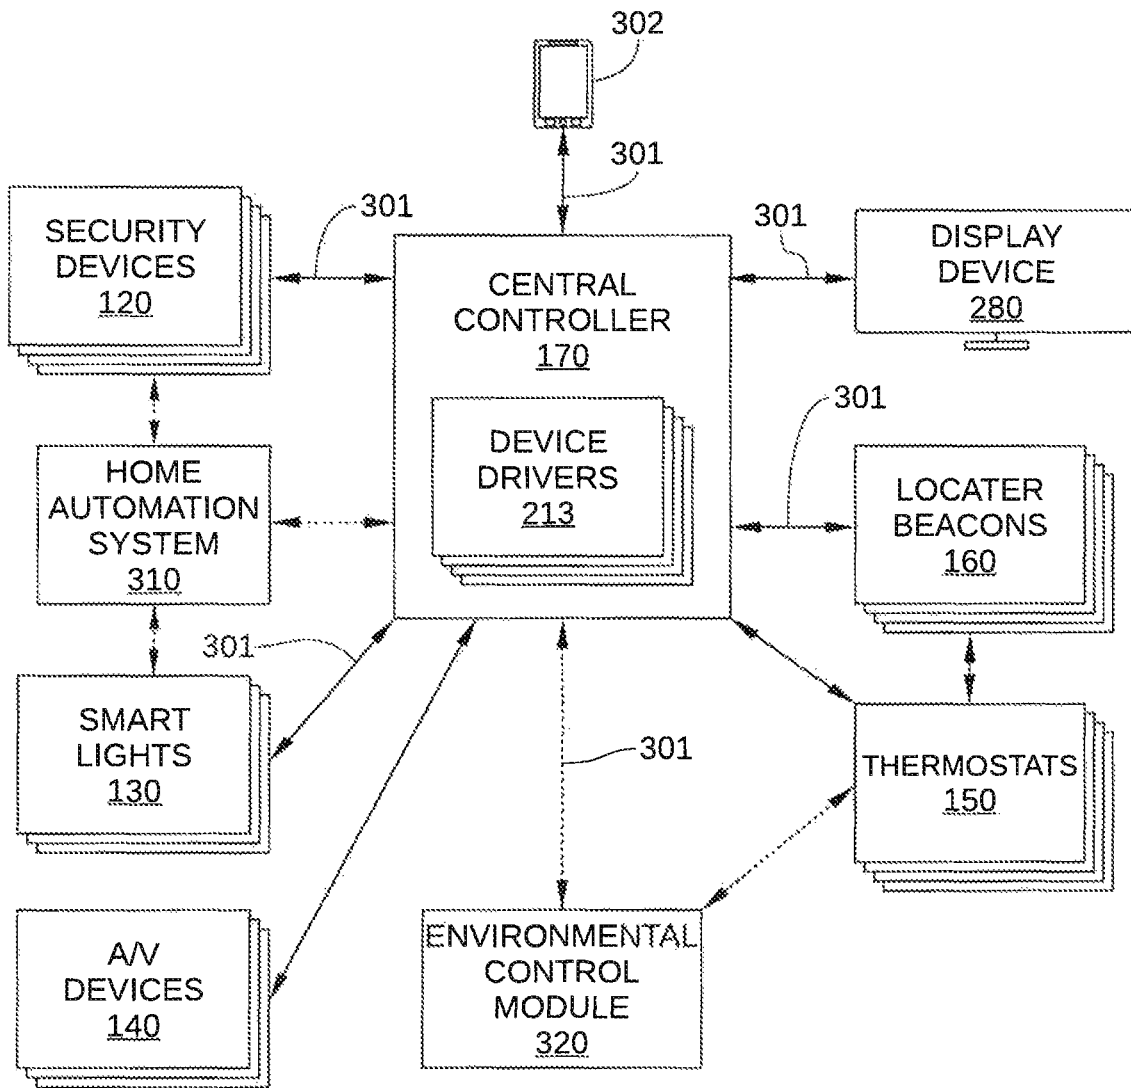 302
301
301
301
SECURITY
DEVICES
120
CENTRAL
CONTROLLER
170
DISPLAY
DEVICE
280
DEVICE
DRIVERS
213
301
HOME
AUTOMATION
SYSTEM
310
LOCATER
BEACONS
160
301
SMART
LIGHTS
130
301
THERMOSTATS
150
A/V
DEVICES
140
ENVIRONMENTAL
CONTROL
MODULE
320